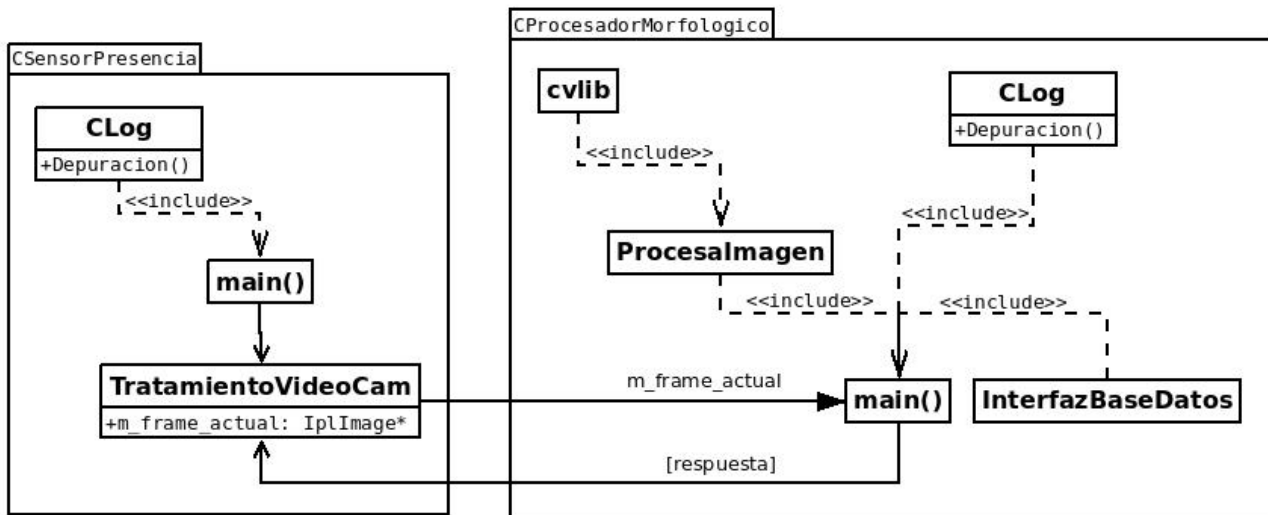 CSensorPresencia
CLog
+Depuracion()
<<include>>
main()
TratamientoVideoCam
+m_frame_actual: IplImage*
CProcesadorMorfologico
cvlib
<<include>>
ProcesaImagen
<<include>>
CLog
+Depuracion()
<<include>>
<<include>>
m_frame_actual
main()
InterfazBaseDatos
[respuesta]